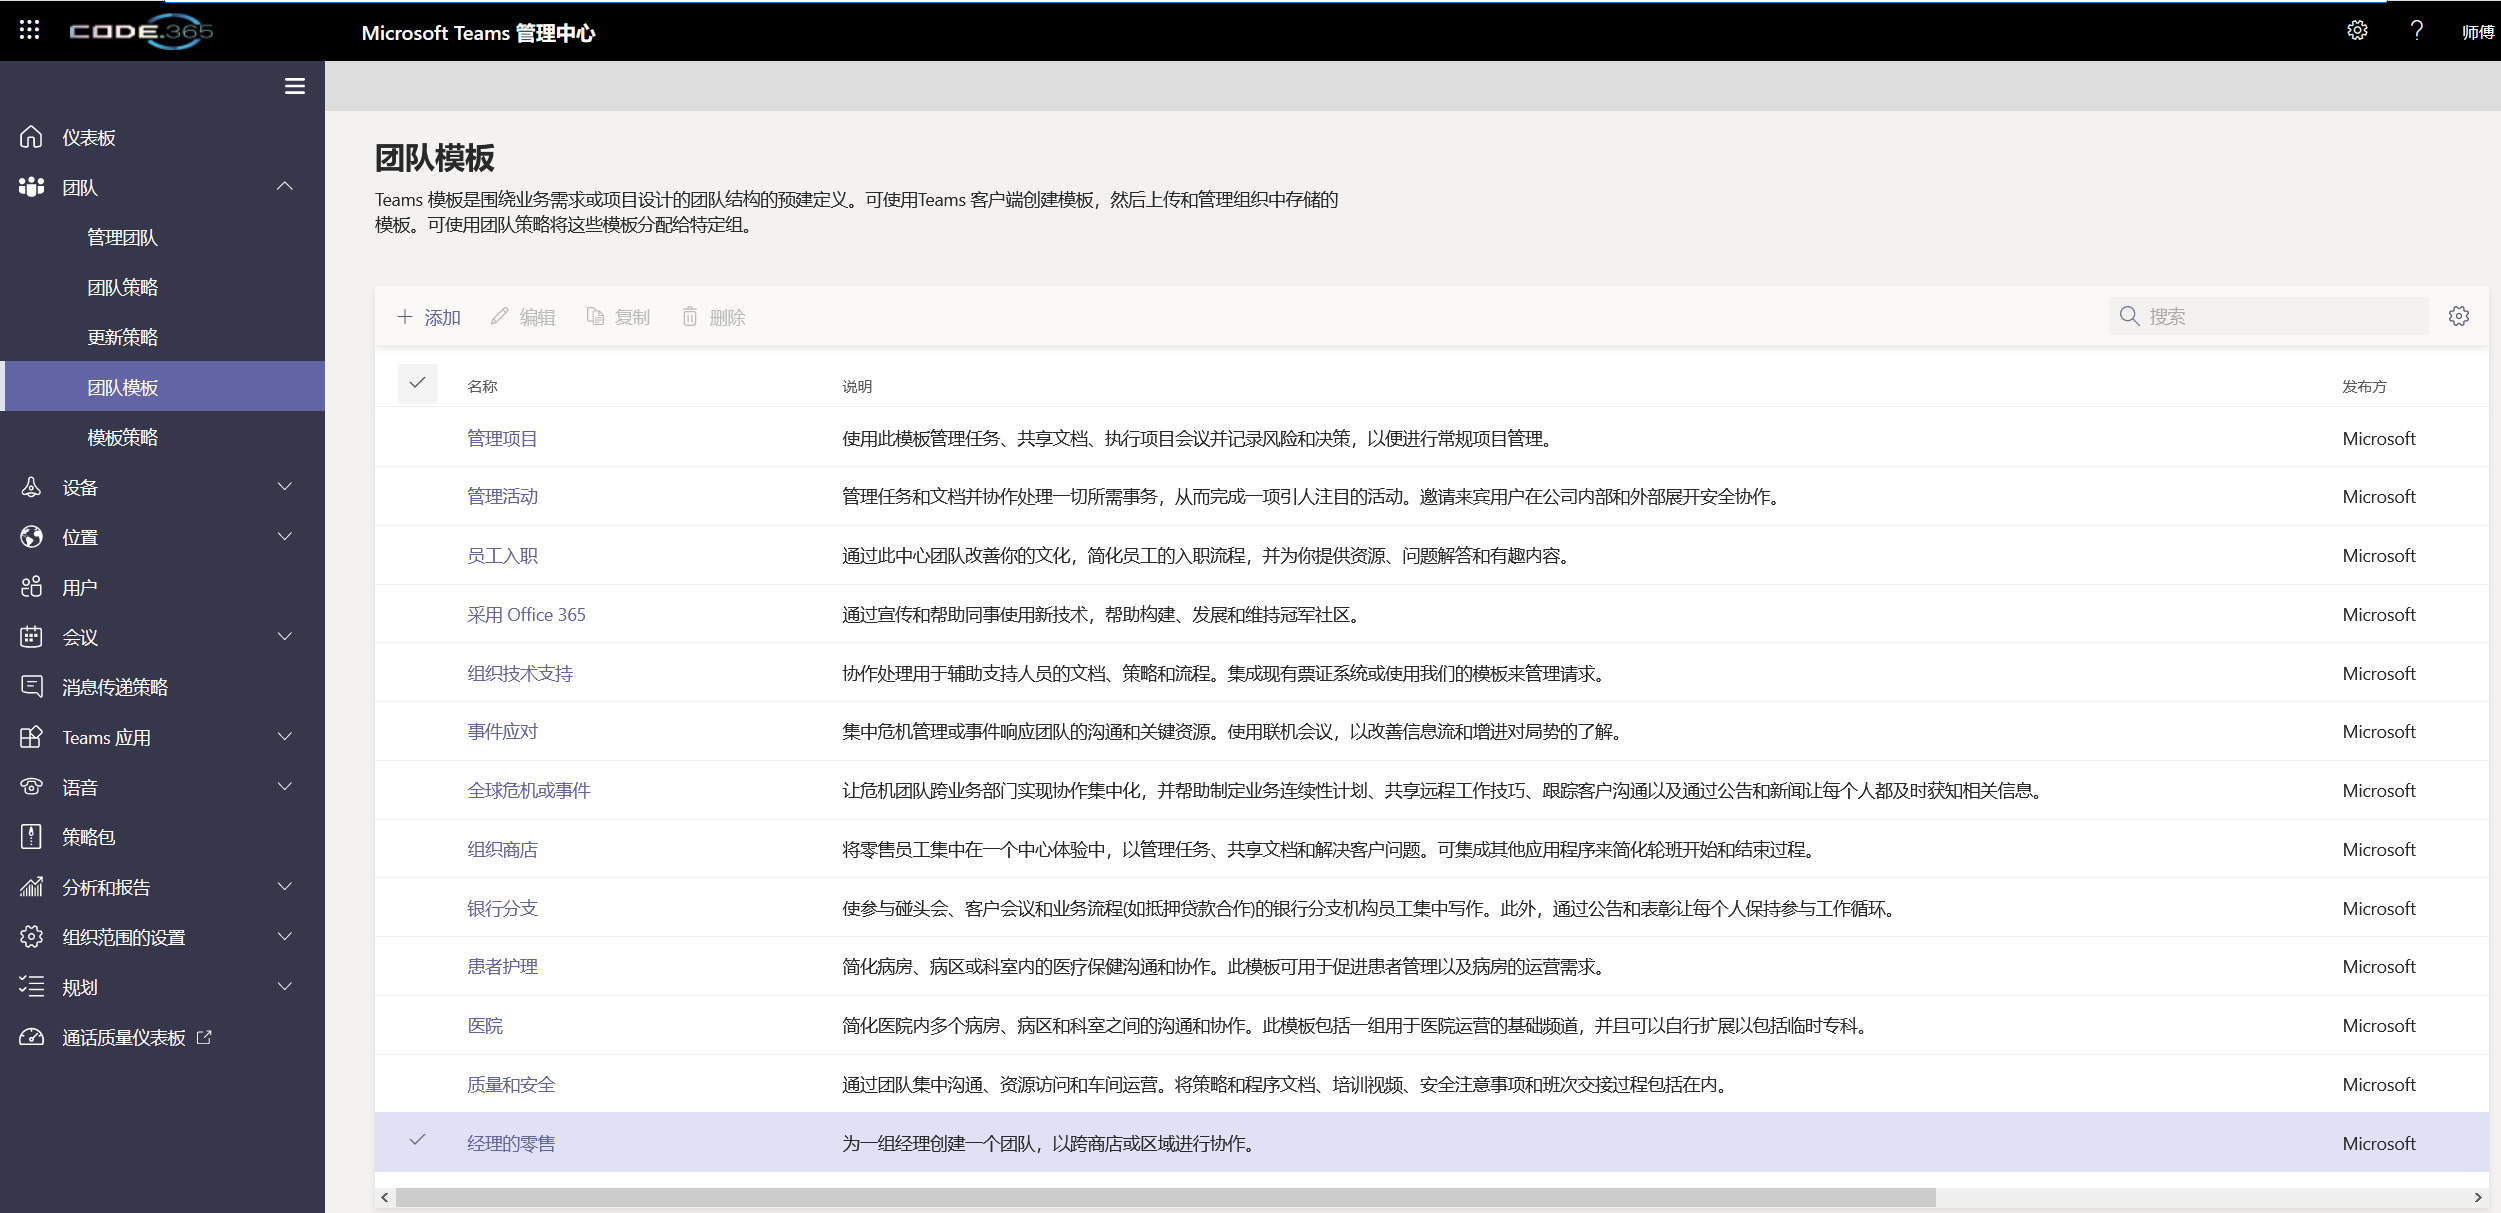 CODE.365
Microsoft Teams 管理中心
师傅
仪表板
团队
管理团队
团队策略
更新策略
团队模板
模板策略
设备
位置
用户
会议
消息传递策略
Teams 应用
语音
策略包
分析和报告
组织范围的设置
规划
通话质量仪表板
团队模板
Teams 模板是围绕业务需求或项目设计的团队结构的预建定义。可使用Teams 客户端创建模板，然后上传和管理组织中存储的
模板。可使用团队策略将这些模板分配给特定组。
添加 编辑 复制 删除 搜索
名称 说明 发布方
管理项目 使用此模板管理任务、共享文档、执行项目会议并记录风险和决策，以便进行常规项目管理。 Microsoft
管理活动 管理任务和文档并协作处理一切所需事务，从而完成一项引人注目的活动。邀请来宾用户在公司内部和外部展开安全协作。 Microsoft
员工入职 通过此中心团队改善你的文化，简化员工的入职流程，并为你提供资源、问题解答和有趣内容。 Microsoft
采用 Office 365 通过宣传和帮助同事使用新技术，帮助构建、发展和维持冠军社区。 Microsoft
组织技术支持 协作处理用于辅助支持人员的文档、策略和流程。集成现有票证系统或使用我们的模板来管理请求。 Microsoft
事件应对 集中危机管理或事件响应团队的沟通和关键资源。使用联机会议，以改善信息流和增进对局势的了解。 Microsoft
全球危机或事件 让危机团队跨业务部门实现协作集中化，并帮助制定业务连续性计划、共享远程工作技巧、跟踪客户沟通以及通过公告和新闻让每个人都及时获知相关信息。 Microsoft
组织商店 将零售员工集中在一个中心体验中，以管理任务、共享文档和解决客户问题。可集成其他应用程序来简化轮班开始和结束过程。 Microsoft
银行分支 使参与碰头会、客户会议和业务流程(如抵押贷款合作)的银行分支机构员工集中写作。此外，通过公告和表彰让每个人保持参与工作循环。 Microsoft
患者护理 简化病房、病区或科室内的医疗保健沟通和协作。此模板可用于促进患者管理以及病房的运营需求。 Microsoft
医院 简化医院内多个病房、病区和科室之间的沟通和协作。此模板包括一组用于医院运营的基础频道，并且可以自行扩展以包括临时专科。 Microsoft
质量和安全 通过团队集中沟通、资源访问和车间运营。将策略和程序文档、培训视频、安全注意事项和班次交接过程包括在内。 Microsoft
经理的零售 为一组经理创建一个团队，以跨商店或区域进行协作。 Microsoft